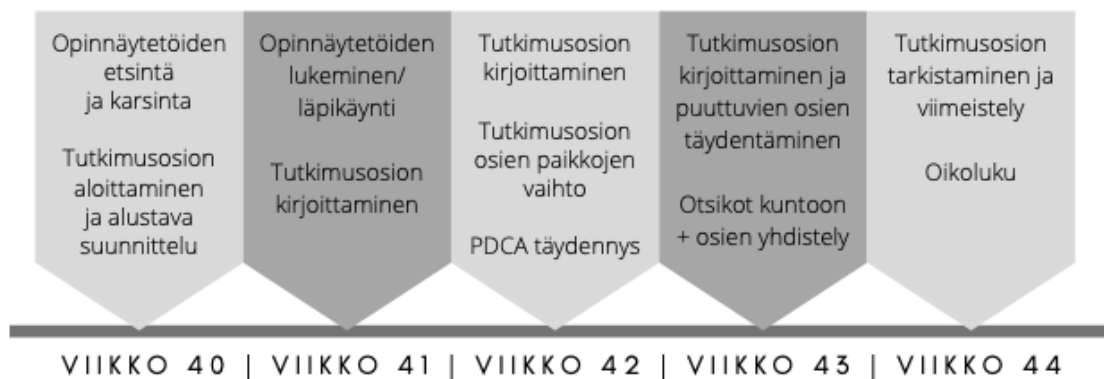 Opinnäytetöiden
etsintä
ja karsinta
Tutkimusosion
aloittaminen
ja alustava
suunnittelu
Opinnäytetöiden
lukeminen/
läpikäynti
Tutkimusosion
kirjoittaminen
Tutkimusosion
kirjoittaminen
Tutkimusosion
osien paikkojen
vaihto
PDCA täydennys
Tutkimusosion
kirjoittaminen ja
puuttuvien osien
täydentäminen
Otsikot kuntoon
+ osien yhdistely
Tutkimusosion
tarkistaminen ja
viimeistely
Oikoluku
VIIKKO 40 | VIIKKO 41 | VIIKKO 42 | VIIKKO 43 | VIIKKO 44